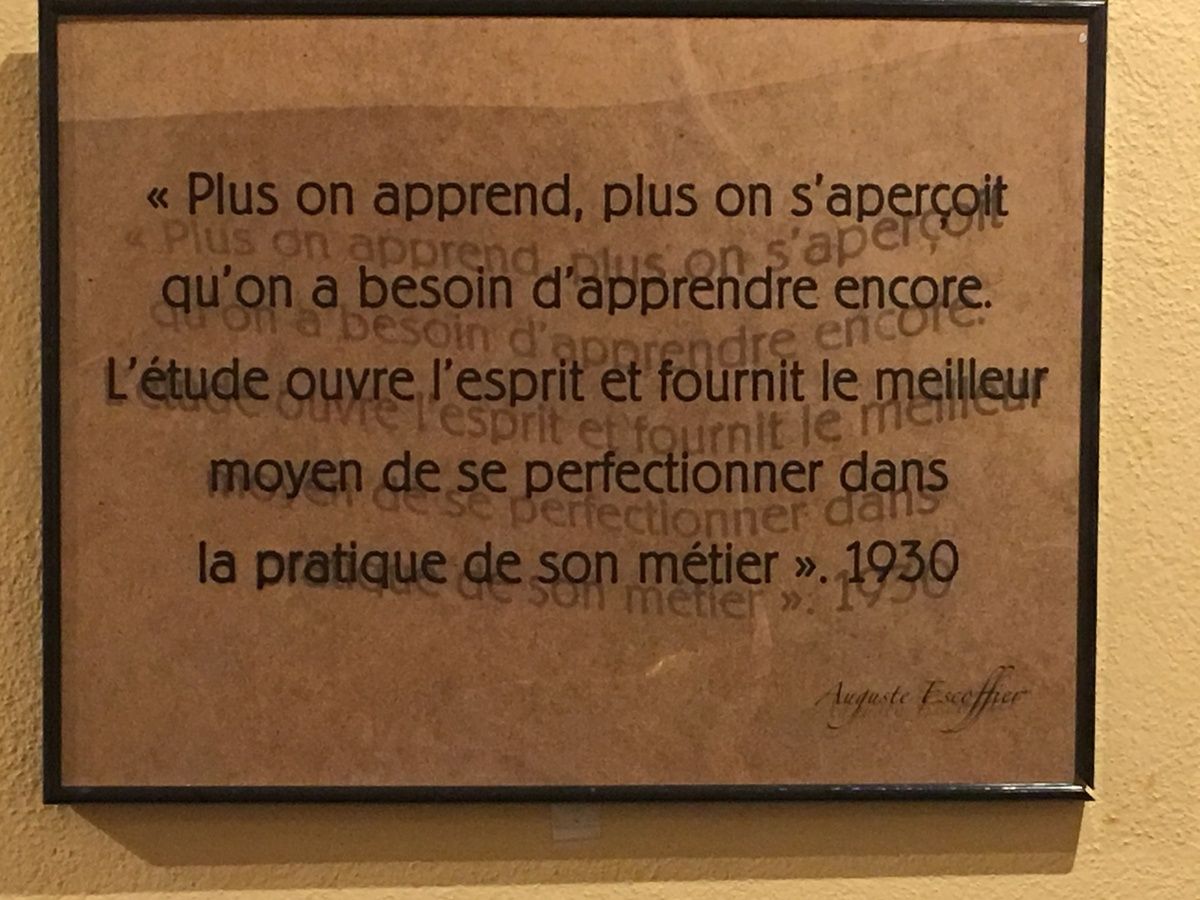 « Plus on apprend, plus on s'aperçoit
qu'on a besoin d'apprendre encore.
L'étude ouvre l'esprit et fournit le meilleur
moyen de se perfectionner dans
la pratique de son métier ». 1930
Auguste Escoffier